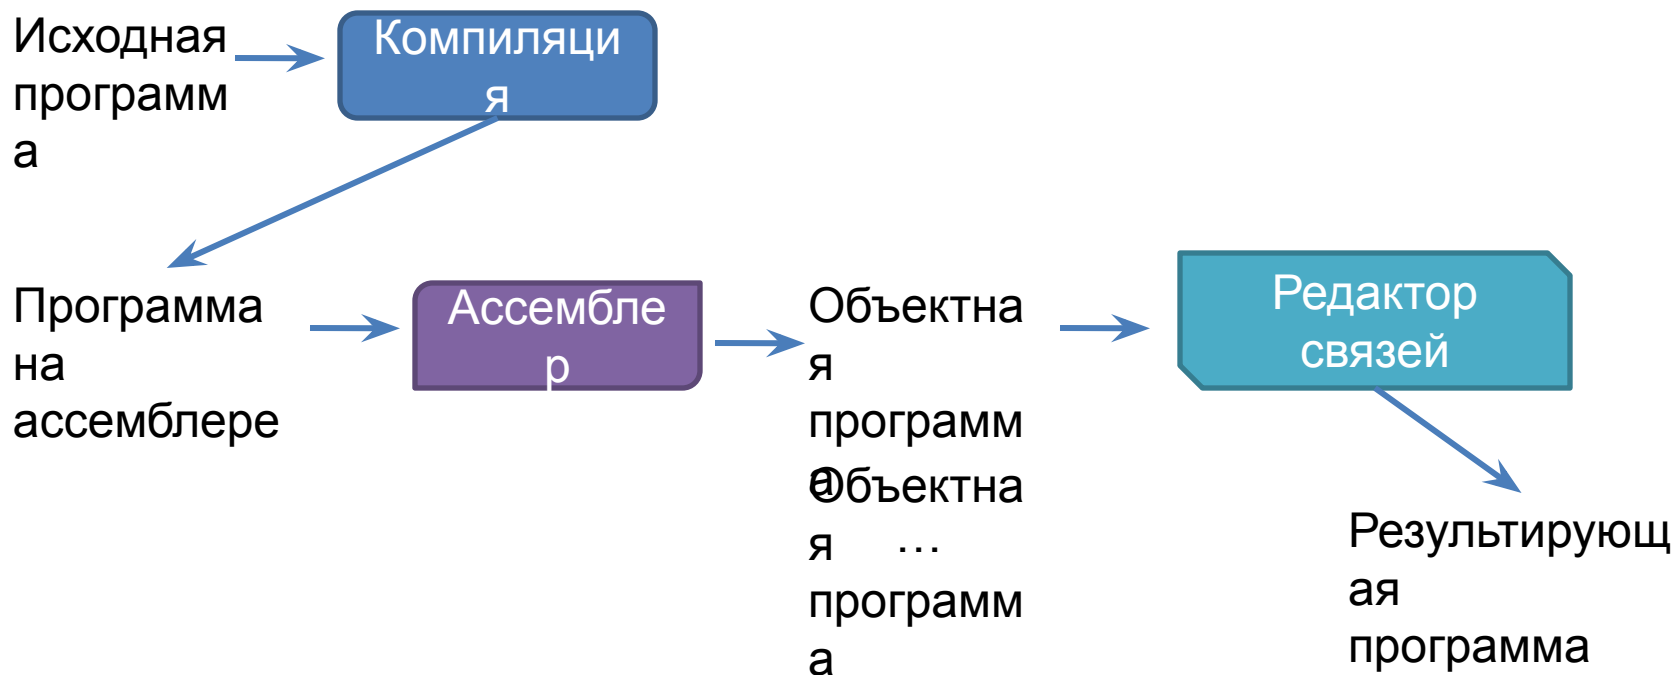 Исходная
программ
а
Компиляци
я
Программа
на
ассемблере
Ассембле
р
Объектна
я
программ
а
Объектна
я
...
программ
а
Редактор
связей
Результирующ
ая
программа